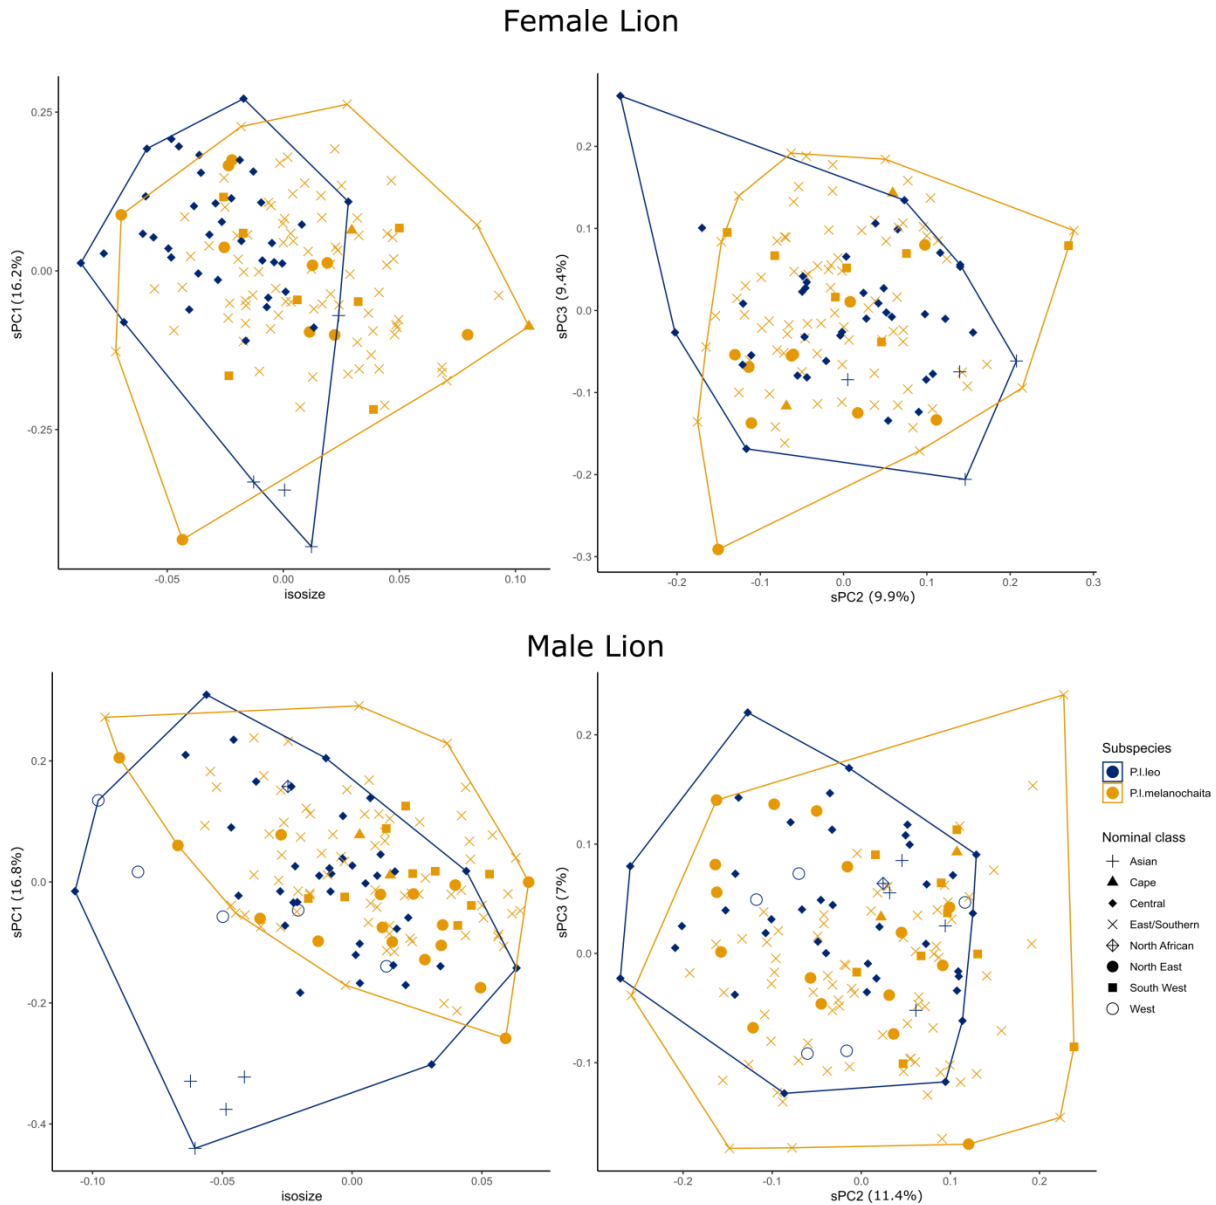 Female Lion
0.25
0.00
-0.25
sPC1 (16.2%)
-0.05
0.00
0.05
0.10
isosize
0.2
0.1
0.0
-0.1
-0.2
-0.3
sPC3 (9.4%)
-0.2
-0.1
0.0
0.1
0.2
0.3
sPC2 (9.9%)
Male Lion
0.2
0.0
-0.2
-0.4
sPC1 (16.8%)
-0.10
-0.05
0.00
0.05
isosize
0.2
0.1
0.0
-0.1
sPC3 (7%)
-0.2
-0.1
0.0
0.1
0.2
sPC2 (11.4%)
Subspecies
P.l.leo
P.l.melanochaita
Nominal class
Asian
Cape
Central
East/Southern
North African
North East
South West
West